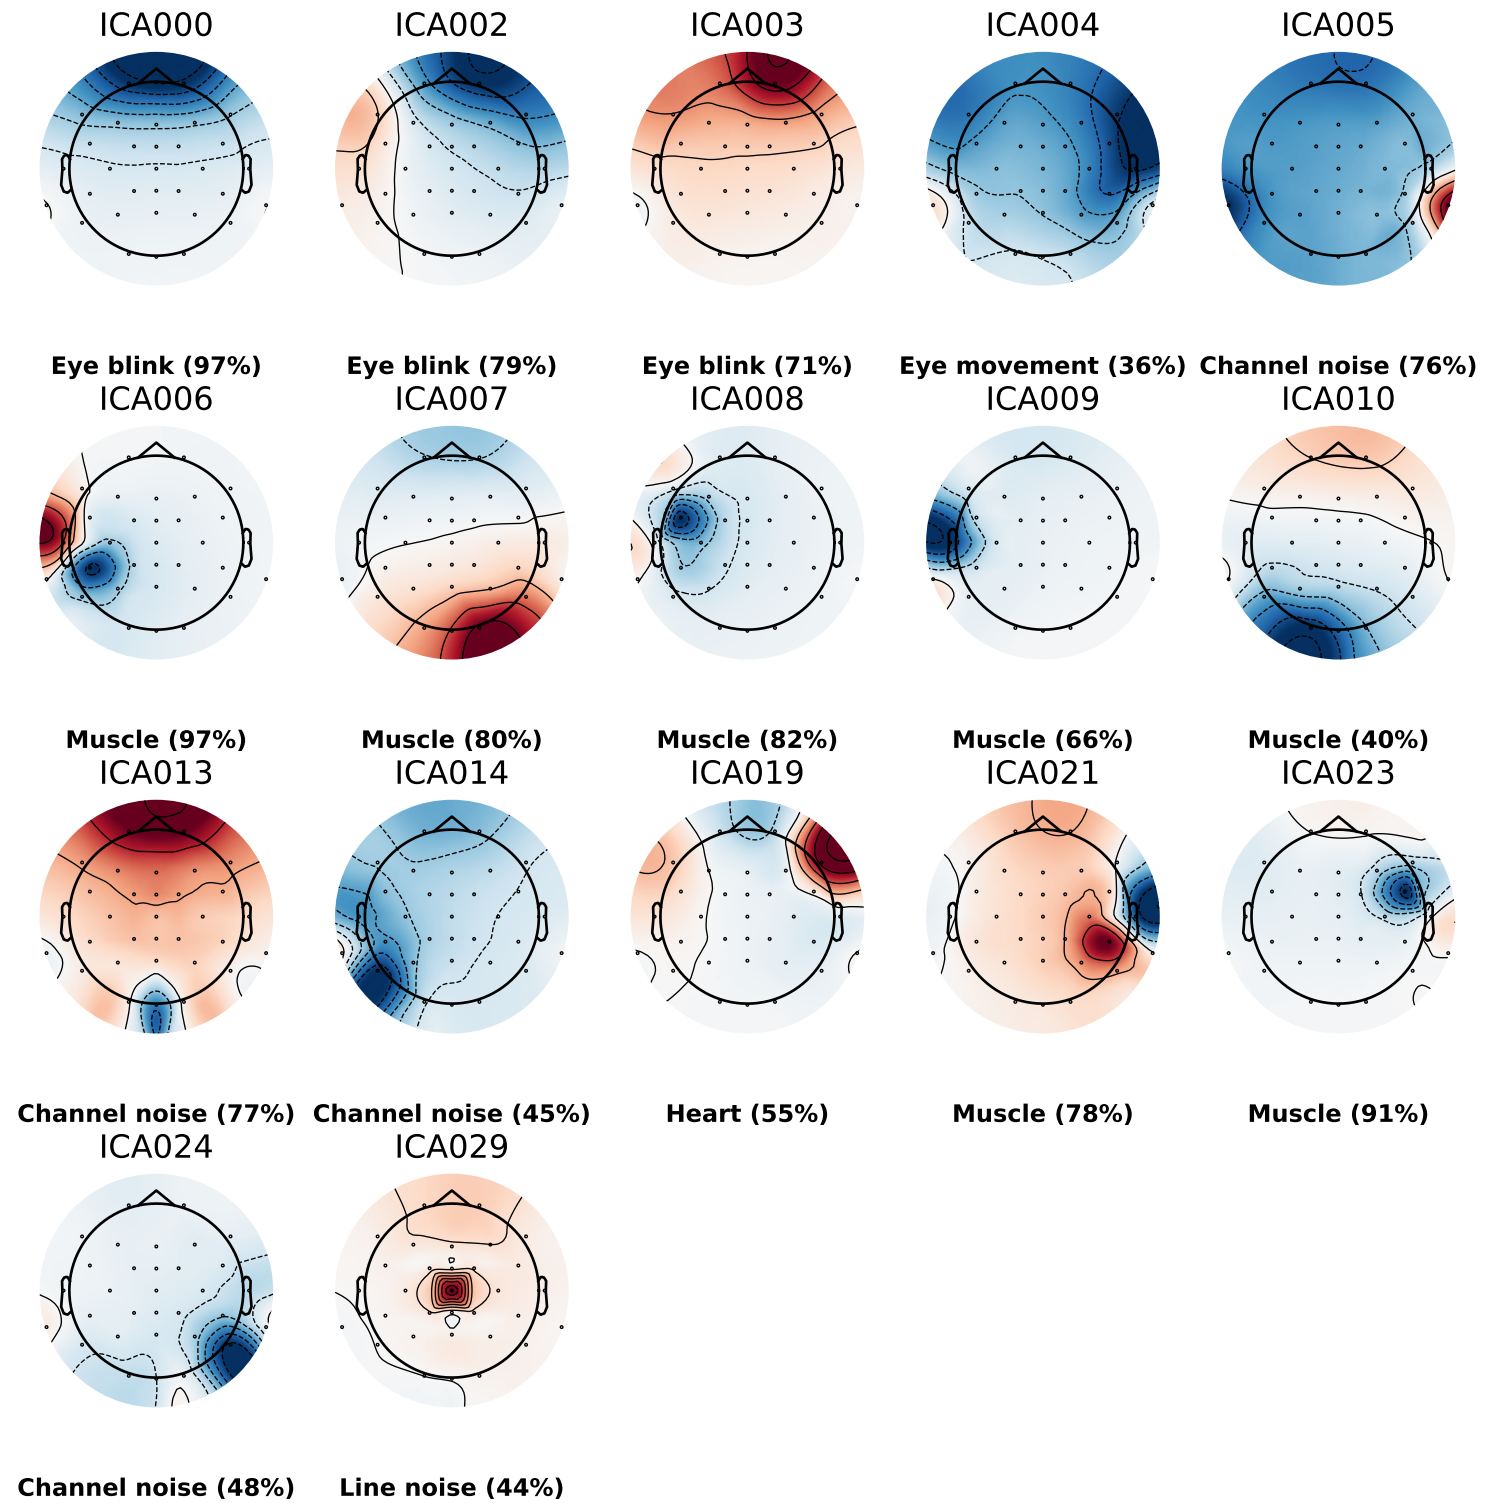 ICA000 ICA002 ICA003 ICA004 ICA005
Eye blink (97%) Eye blink (79%) Eye blink (71%) Eye movement (36%) Channel noise (76%)
ICA006 ICA007 ICA008 ICA009 ICA010
Muscle (97%) Muscle (80%) Muscle (82%) Muscle (66%) Muscle (40%)
ICA013 ICA014 ICA019 ICA021 ICA023
Channel noise (77%) Channel noise (45%) Heart (55%) Muscle (78%) Muscle (91%)
ICA024 ICA029
Channel noise (48%) Line noise (44%)